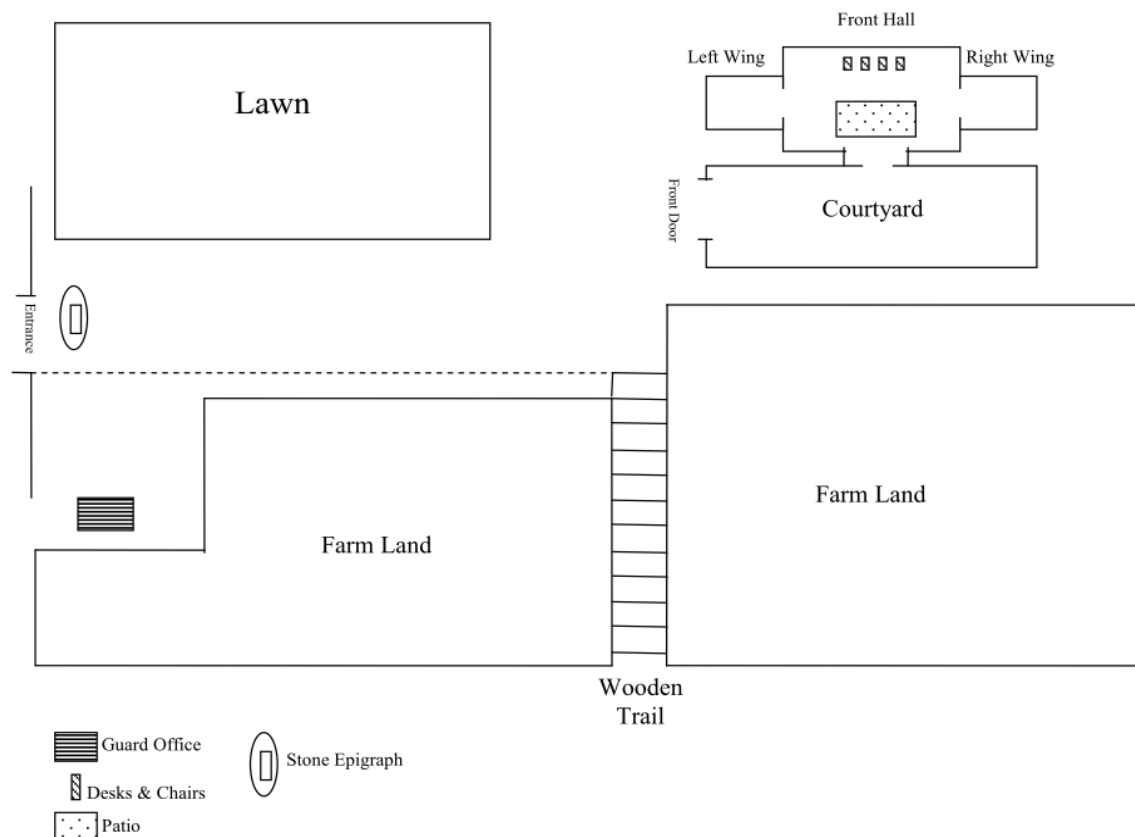 Front Hall
Left Wing
Right Wing
Lawn
Front Door
Courtyard
Entrance
Farm Land
Farm Land
Wooden
Trail
Guard Office
Stone Epigraph
Desks & Chairs
Patio